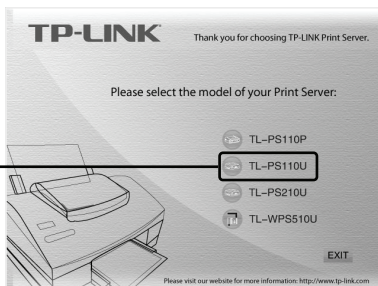 TP-LINK
Thank you for choosing TP-LINK Print Server.
Please select the model of your Print Server:
TL-PS110P
TL-PS110U
TL-PS210U
TL-WPS510U
EXIT
Please visit our website for more information: http://www.tp-link.com